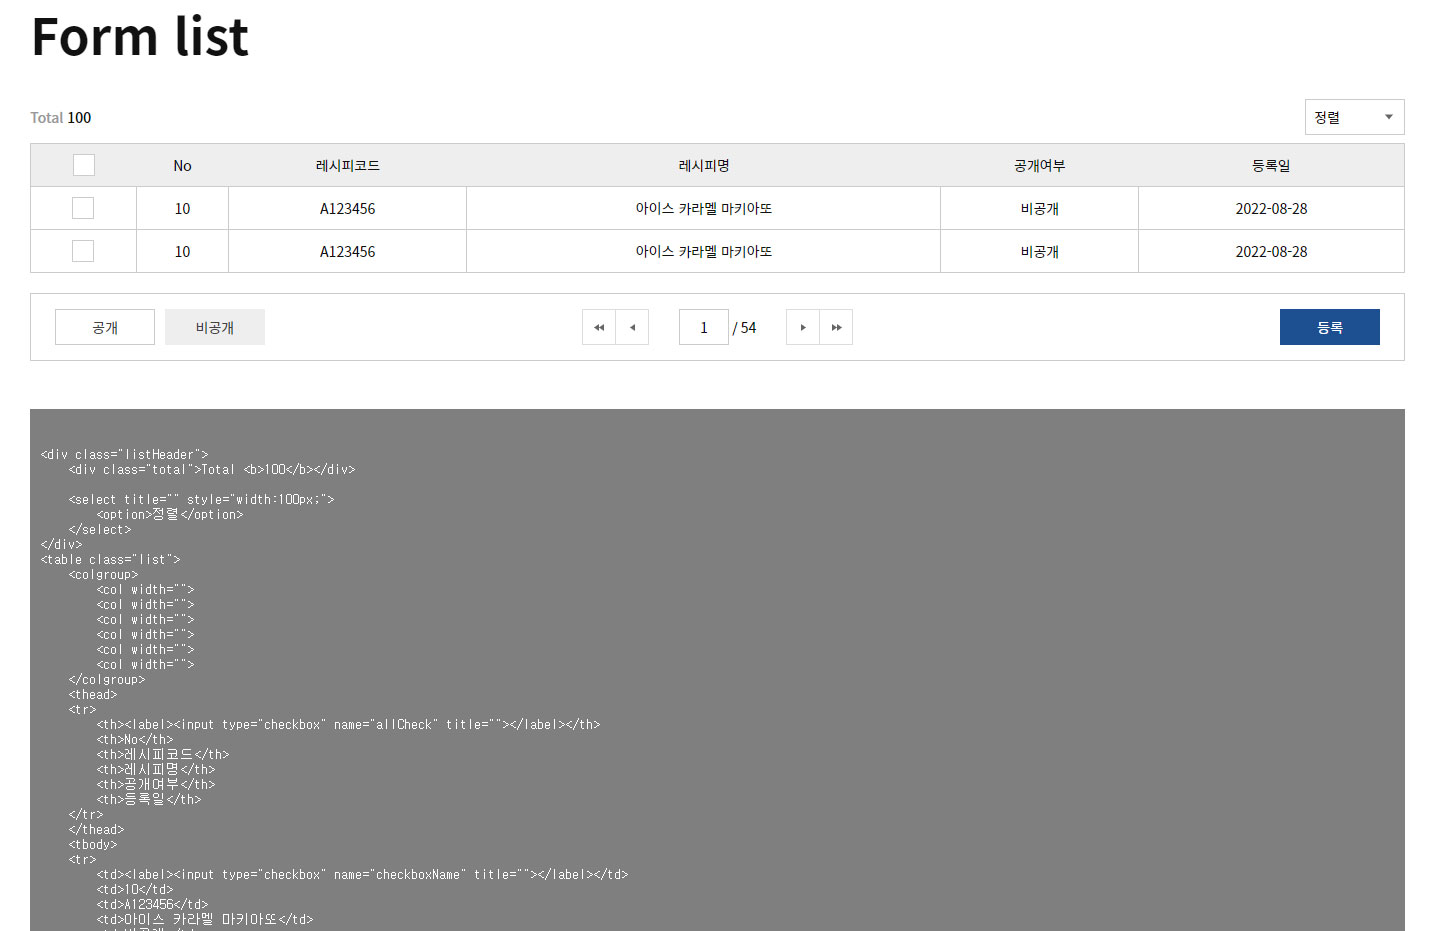 Form list
Total 100
정렬
No 레시피코드 레시피명 공개여부 등록일
10 A123456 아이스 카라멜 마키아또 비공개 2022-08-28
10 A123456 아이스 카라멜 마키아또 비공개 2022-08-28
공개 비공개 1 / 54 등록
<div class="listHeader">
<div class="total">Total <b>100</b></div>
<select title="" style="width:100px;">
<option>정렬</option>
</select>
</div>
<table class="list">
<colgroup>
<col width="">
<col width="">
<col width="">
<col width="">
<col width="">
<col width="">
</colgroup>
<thead>
<tr>
<th><label><input type="checkbox" name="allCheck" title=""></label></th>
<th>No</th>
<th>레시피코드</th>
<th>레시피명</th>
<th>공개여부</th>
<th>등록일</th>
</tr>
</thead>
<tbody>
<tr>
<td><label><input type="checkbox" name="checkboxName" title=""></label></td>
<td>10</td>
<td>A123456</td>
<td>아이스 카라멜 마키아또</td>